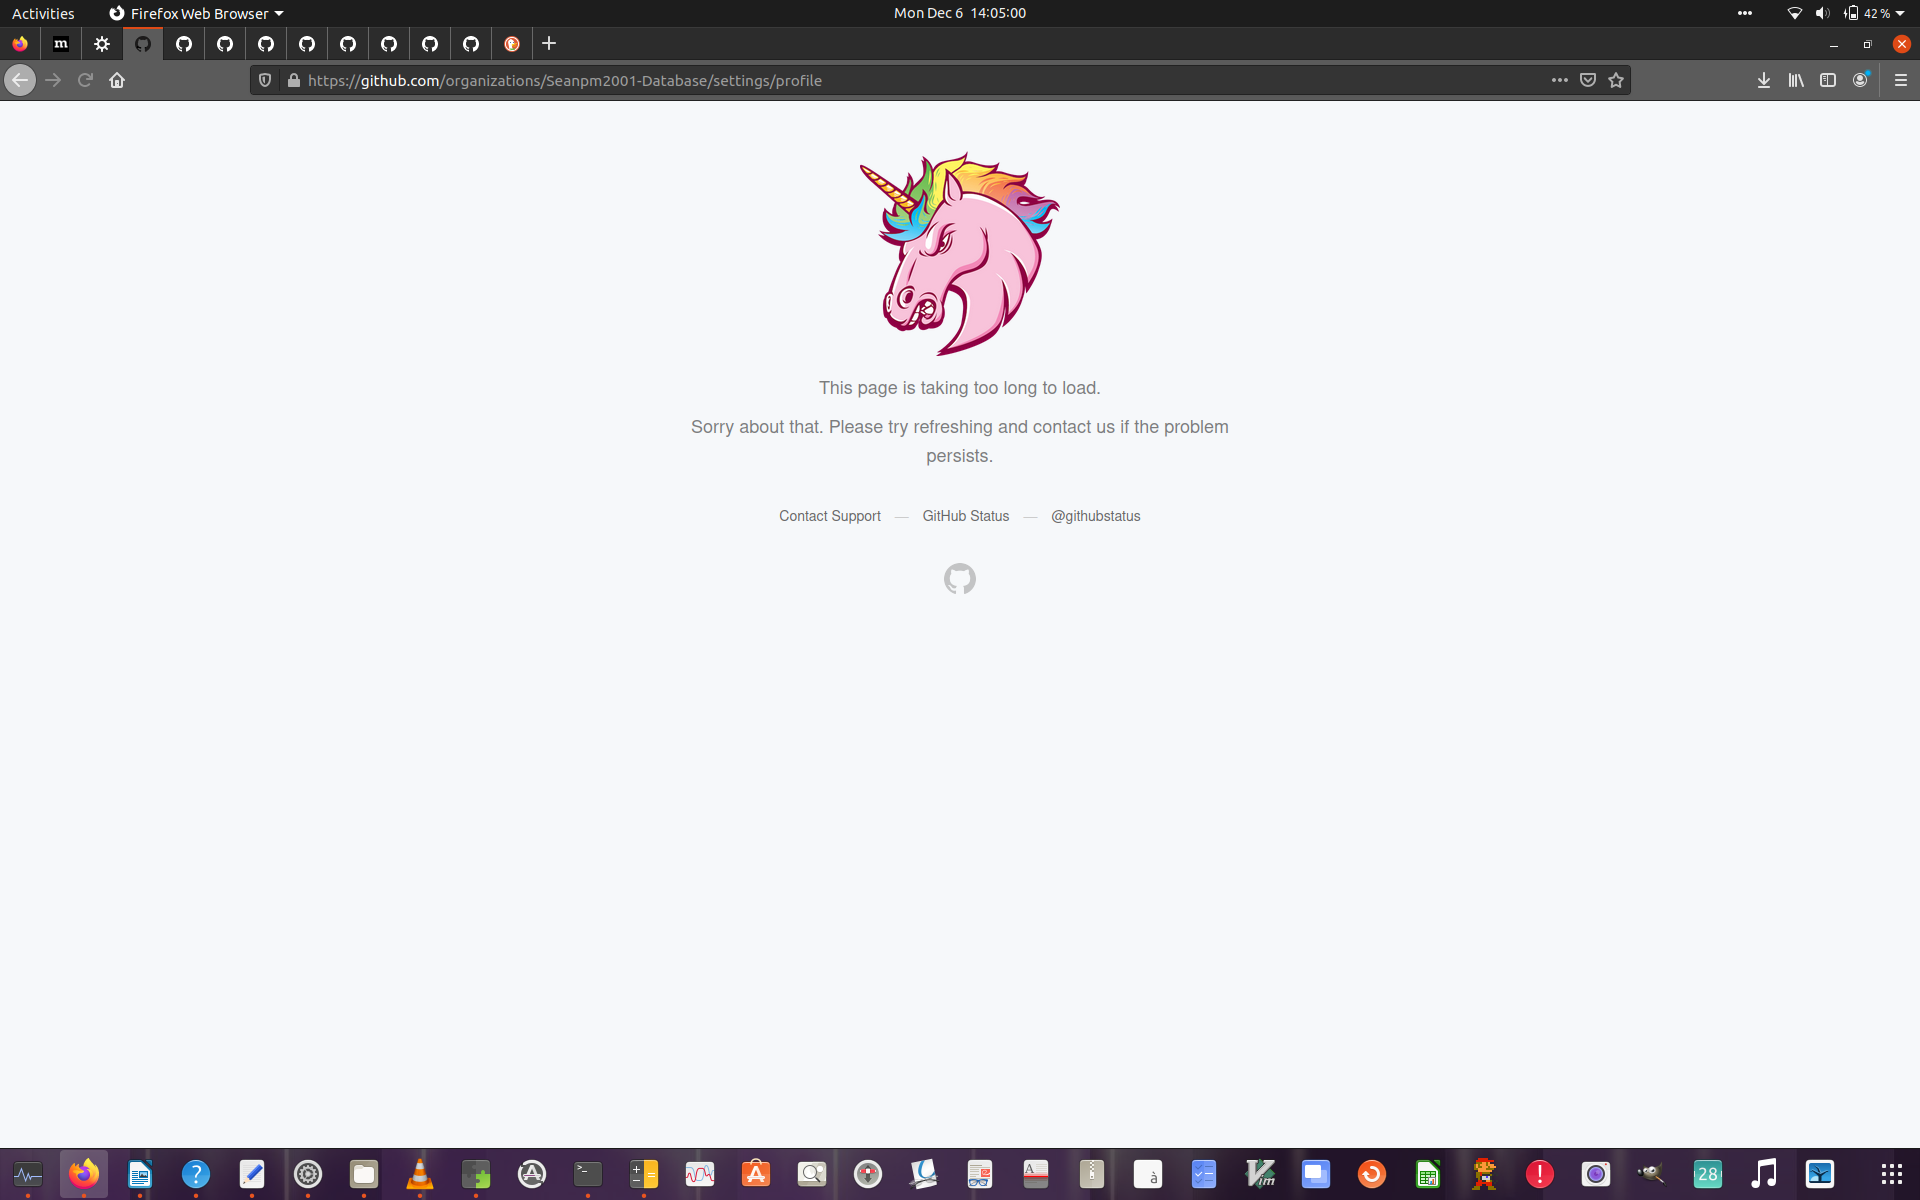 Activities Firefox Web Browser Mon Dec 6 14:05:00 42 %
m
https://github.com/organizations/Seanpm2001-Database/settings/profile
This page is taking too long to load.
Sorry about that. Please try refreshing and contact us if the problem
persists.
Contact Support — GitHub Status — @githubstatus
? >_ A à Vim ! 28